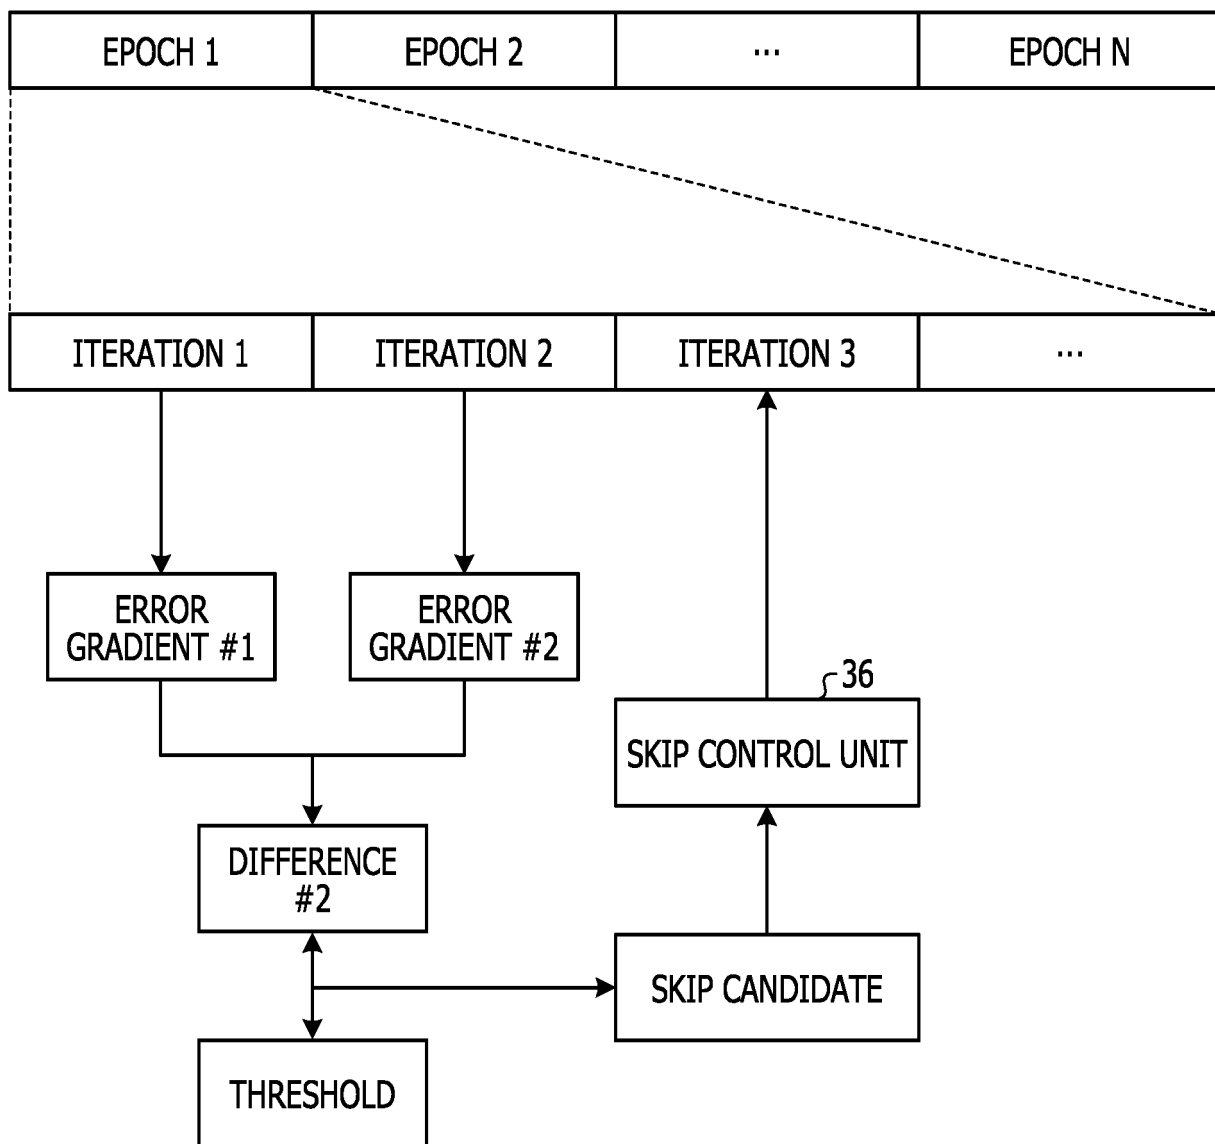 EPOCH 1
EPOCH 2
...
EPOCH N
ITERATION 1
ITERATION 2
ITERATION 3
...
ERROR
GRADIENT #1
ERROR
GRADIENT #2
36
SKIP CONTROL UNIT
DIFFERENCE
#2
SKIP CANDIDATE
THRESHOLD